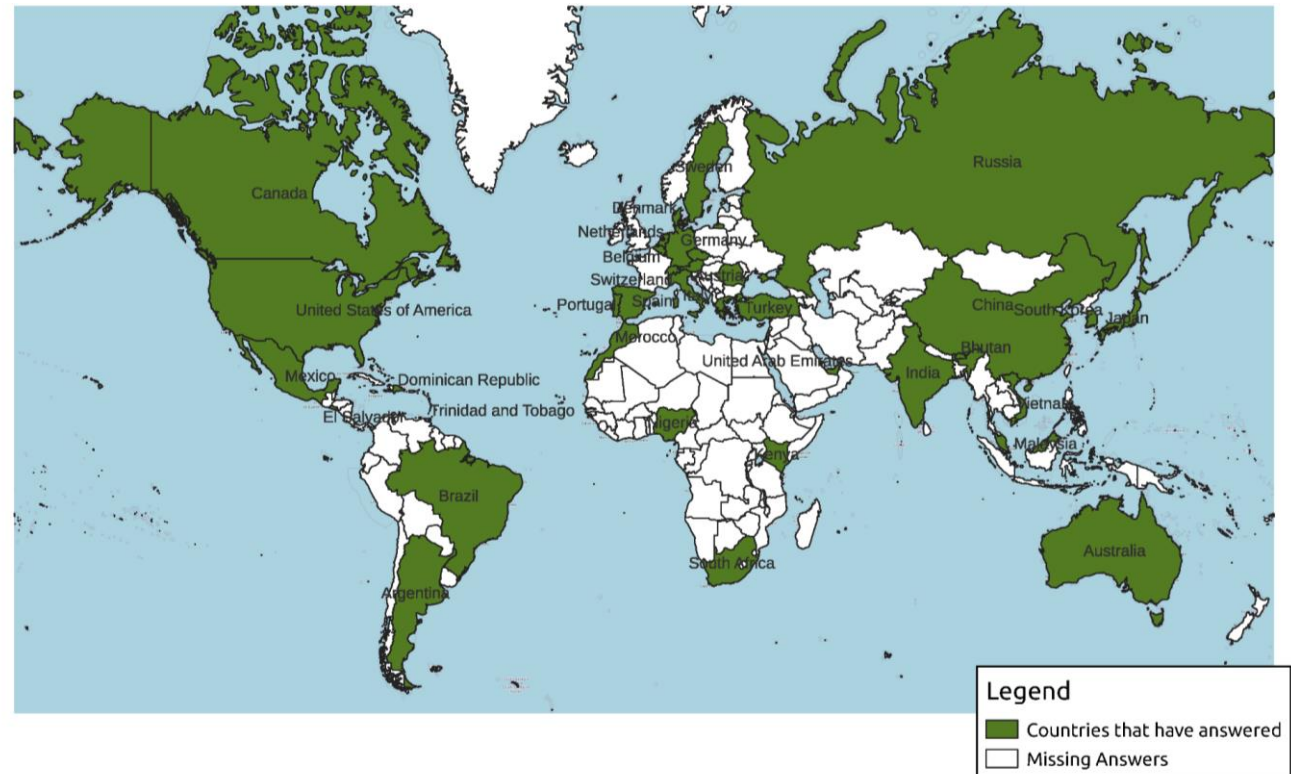 Russia
Sweden
Canada
Denmark
Netherlands
Germany
Belgium
Austria
Switzerland
Portugal
Spain
Turkey
United States of America
China
South Korea
Japan
Morocco
Bhutan
United Arab Emirates
India
Mexico
Dominican Republic
Vietnam
El Salvador
Trinidad and Tobago
Nigeria
Malaysia
Kenya
Brazil
Australia
South Africa
Argentina
Legend
Countries that have answered
Missing Answers